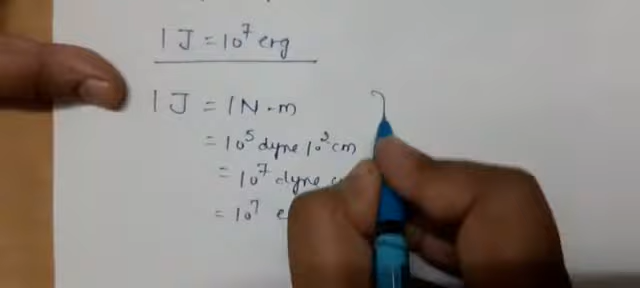 1 J = 10⁷ erg
1 J = 1 N.m
= 10⁵ dyne 10² cm
= 10⁷ dyne
= 10⁷